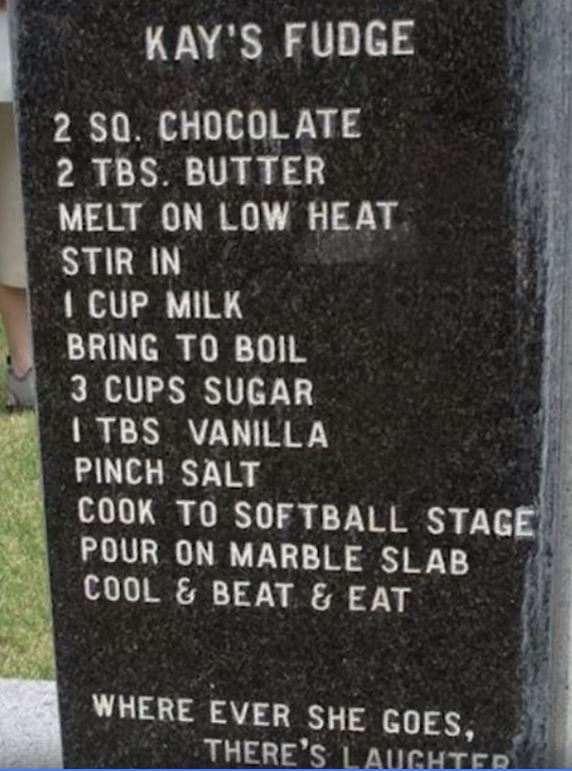 KAY'S FUDGE
2 SQ. CHOCOLATE
2 TBS. BUTTER
MELT ON LOW HEAT
STIR IN
1 CUP MILK
BRING TO BOIL
3 CUPS SUGAR
1 TBS VANILLA
PINCH SALT
COOK TO SOFTBALL STAGE
POUR ON MARBLE SLAB
COOL & BEAT & EAT
WHERE EVER SHE GOES,
THERE'S LAUGHTER